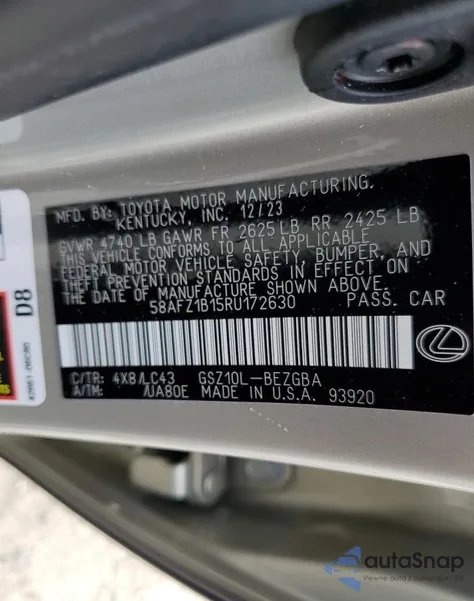 MFD. BY: TOYOTA MOTOR MANUFACTURING,
KENTUCKY, INC. 12/23
GVWR 4740 LB GAWR FR 2625 LB RR 2425 LB
THIS VEHICLE CONFORMS TO ALL APPLICABLE
FEDERAL MOTOR VEHICLE SAFETY, BUMPER, AND
THEFT PREVENTION STANDARDS IN EFFECT ON
THE DATE OF MANUFACTURE SHOWN ABOVE.
58AFZ1B15RU172630 PASS. CAR
C/TR: 4X8/LC43 GSZ10L-BEZGBA
A/TM: /UA80E MADE IN U.S.A. 93920
D8
autoSnap